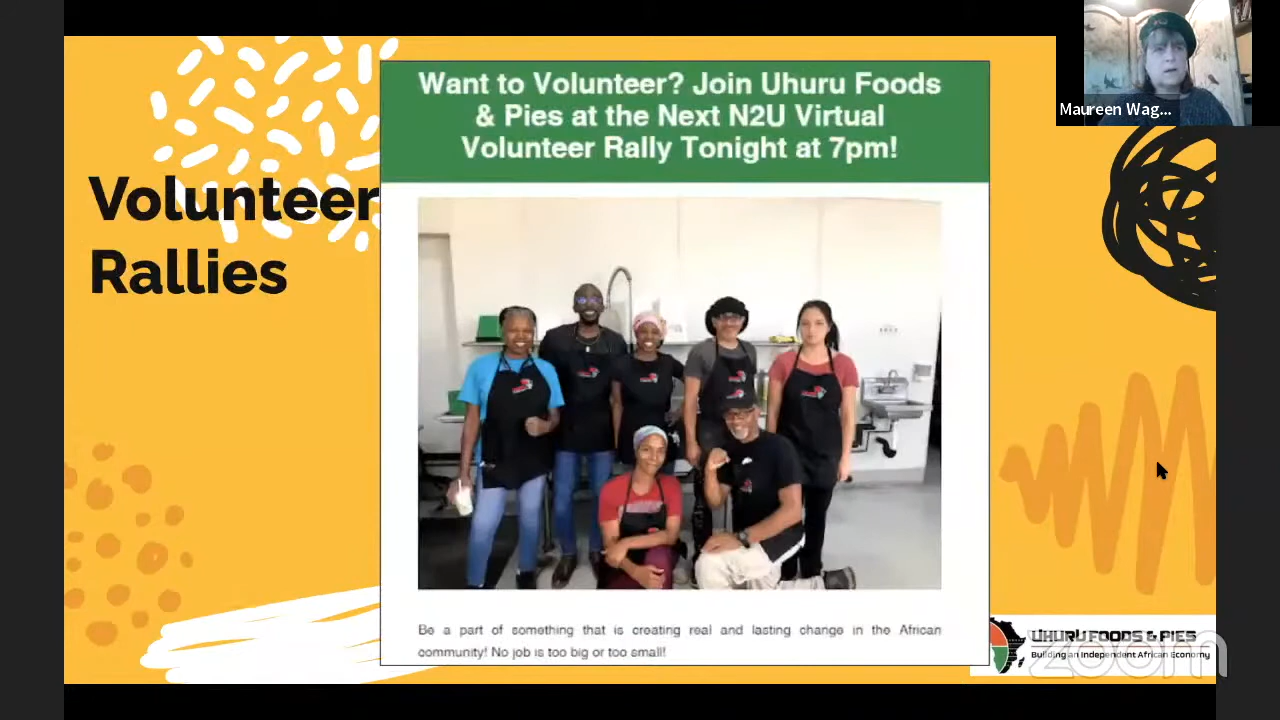 Want to Volunteer? Join Uhuru Foods
& Pies at the Next N2U Virtual
Volunteer Rally Tonight at 7pm!
Maureen Wag...
Volunteer
Rallies
Be a part of something that is creating real and lasting change in the African
community! No job is too big or too small!
UHURU FOODS & PIES
Building an Independent African Economy
zoom